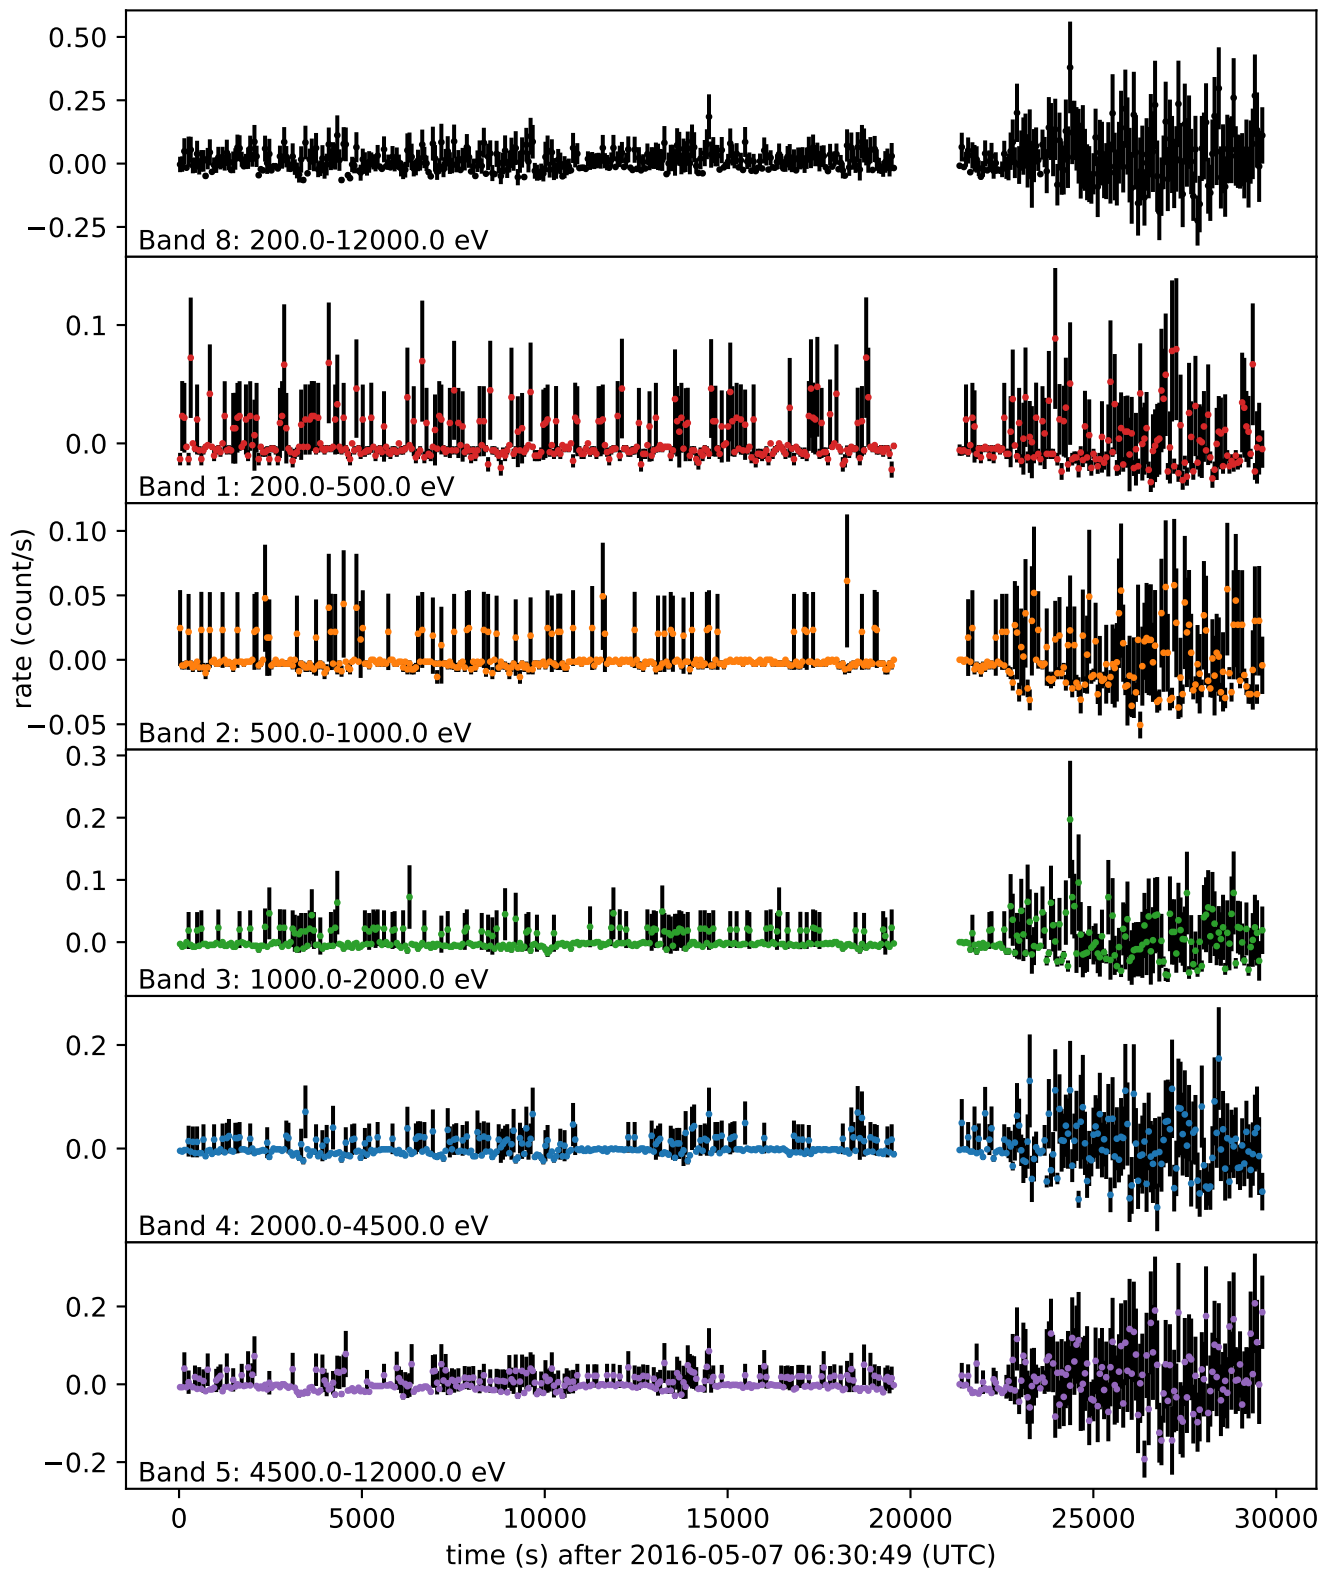 0.50
0.25
0.00
−0.25
Band 8: 200.0-12000.0 eV
0.1
0.0
Band 1: 200.0-500.0 eV
rate (count/s)
0.10
0.05
0.00
−0.05
Band 2: 500.0-1000.0 eV
0.3
0.2
0.1
0.0
Band 3: 1000.0-2000.0 eV
0.2
0.0
Band 4: 2000.0-4500.0 eV
0.2
0.0
−0.2
Band 5: 4500.0-12000.0 eV
0 5000 10000 15000 20000 25000 30000
time (s) after 2016-05-07 06:30:49 (UTC)